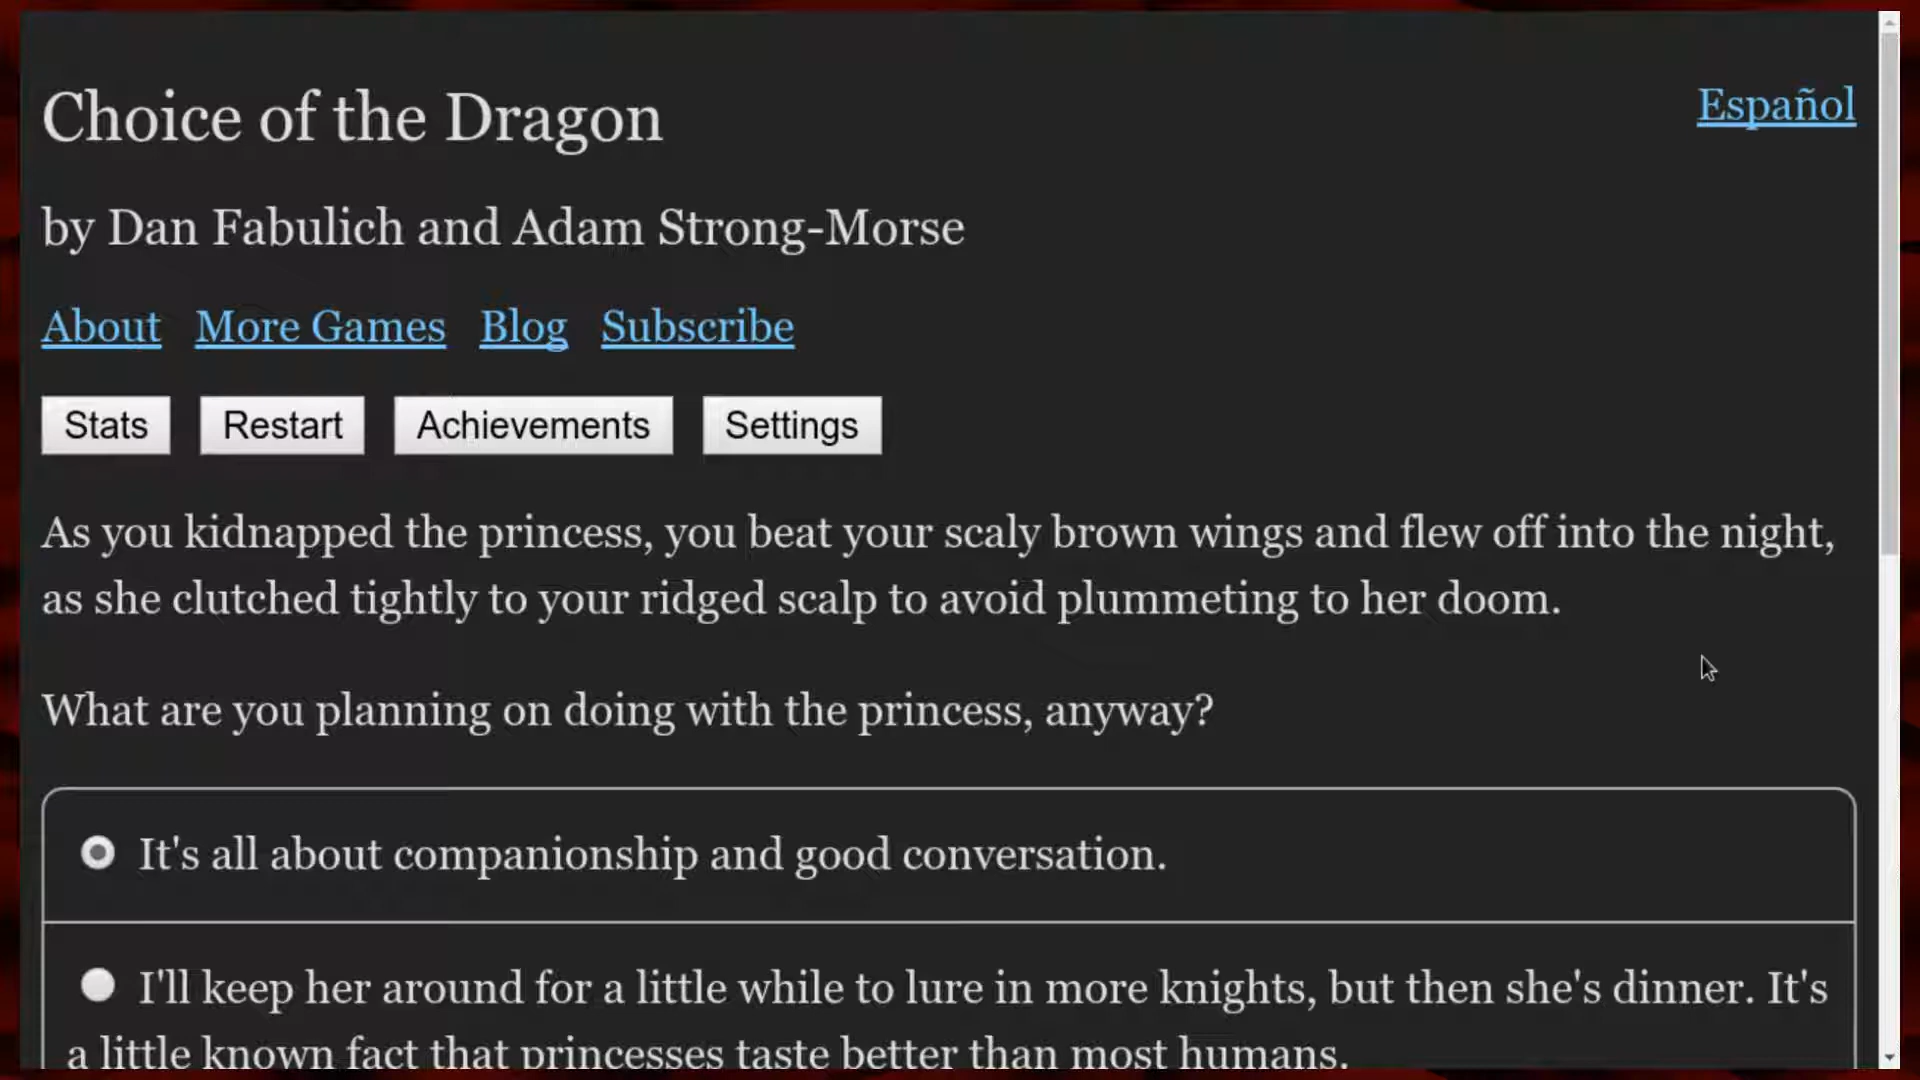 Choice of the Dragon
Español
by Dan Fabulich and Adam Strong-Morse
About More Games Blog Subscribe
Stats Restart Achievements Settings
As you kidnapped the princess, you beat your scaly brown wings and flew off into the night,
as she clutched tightly to your ridged scalp to avoid plummeting to her doom.
What are you planning on doing with the princess, anyway?
It's all about companionship and good conversation.
I'll keep her around for a little while to lure in more knights, but then she's dinner. It's
a little known fact that princesses taste better than most humans.